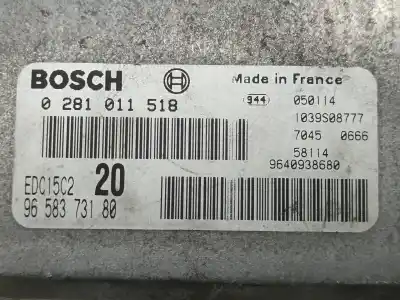 BOSCH Made in France
0 281 011 518 944 050114
1039S08777
7045 0666
58114
9640938680
EDC15C2 20
96 583 731 80